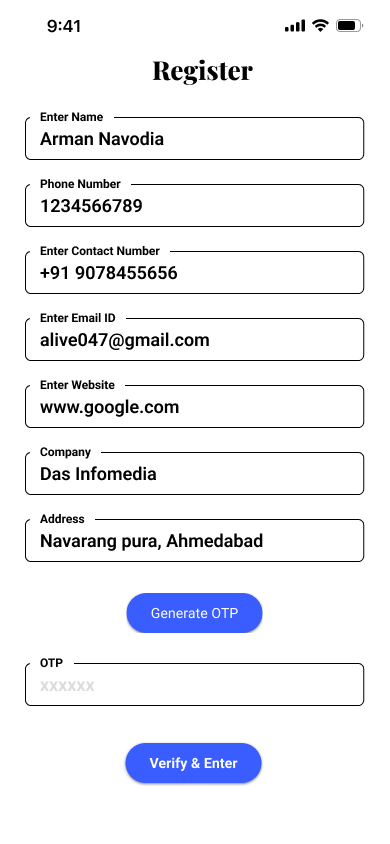 9:41
Register
Enter Name
Arman Navodia
Phone Number
1234566789
Enter Contact Number
+91 9078455656
Enter Email ID
alive047@gmail.com
Enter Website
www.google.com
Company
Das Infomedia
Address
Navarang pura, Ahmedabad
Generate OTP
OTP
xxxxxx
Verify & Enter